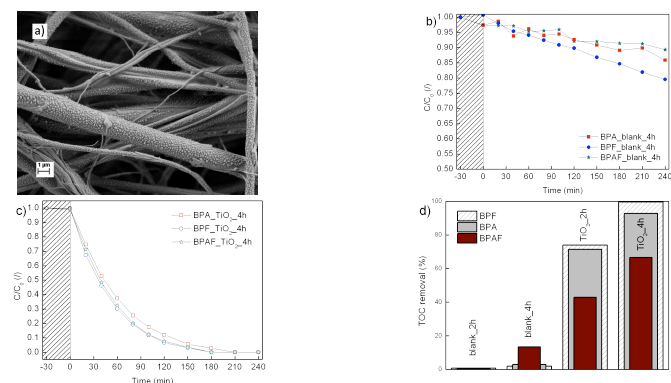 a)
1 µm
b)
1.00
0.95
0.90
0.85
0.80
0.75
0.70
0.65
0.60
0.55
0.50
C/C₀ (/)
BPA_blank_4h
BPF_blank_4h
BPAF_blank_4h
-30 0 30 60 90 120 150 180 210 240
Time (min)
c)
1.0
0.9
0.8
0.7
0.6
0.5
0.4
0.3
0.2
0.1
0.0
C/C₀ (/)
BPA_TiO₂_4h
BPF_TiO₂_4h
BPAF_TiO₂_4h
-30 0 30 60 90 120 150 180 210 240
Time (min)
d)
100
80
60
40
20
0
TOC removal (%)
BPF
BPA
BPAF
blank_2h
blank_4h
TiO₂_2h
TiO₂_4h